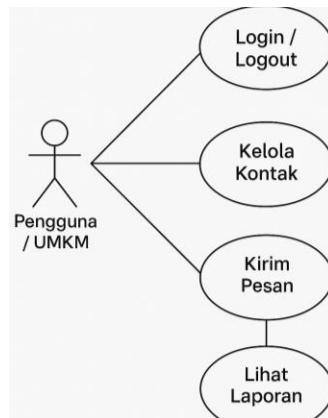 Login /
Logout
Kelola
Kontak
Pengguna
/ UMKM
Kirim
Pesan
Lihat
Laporan